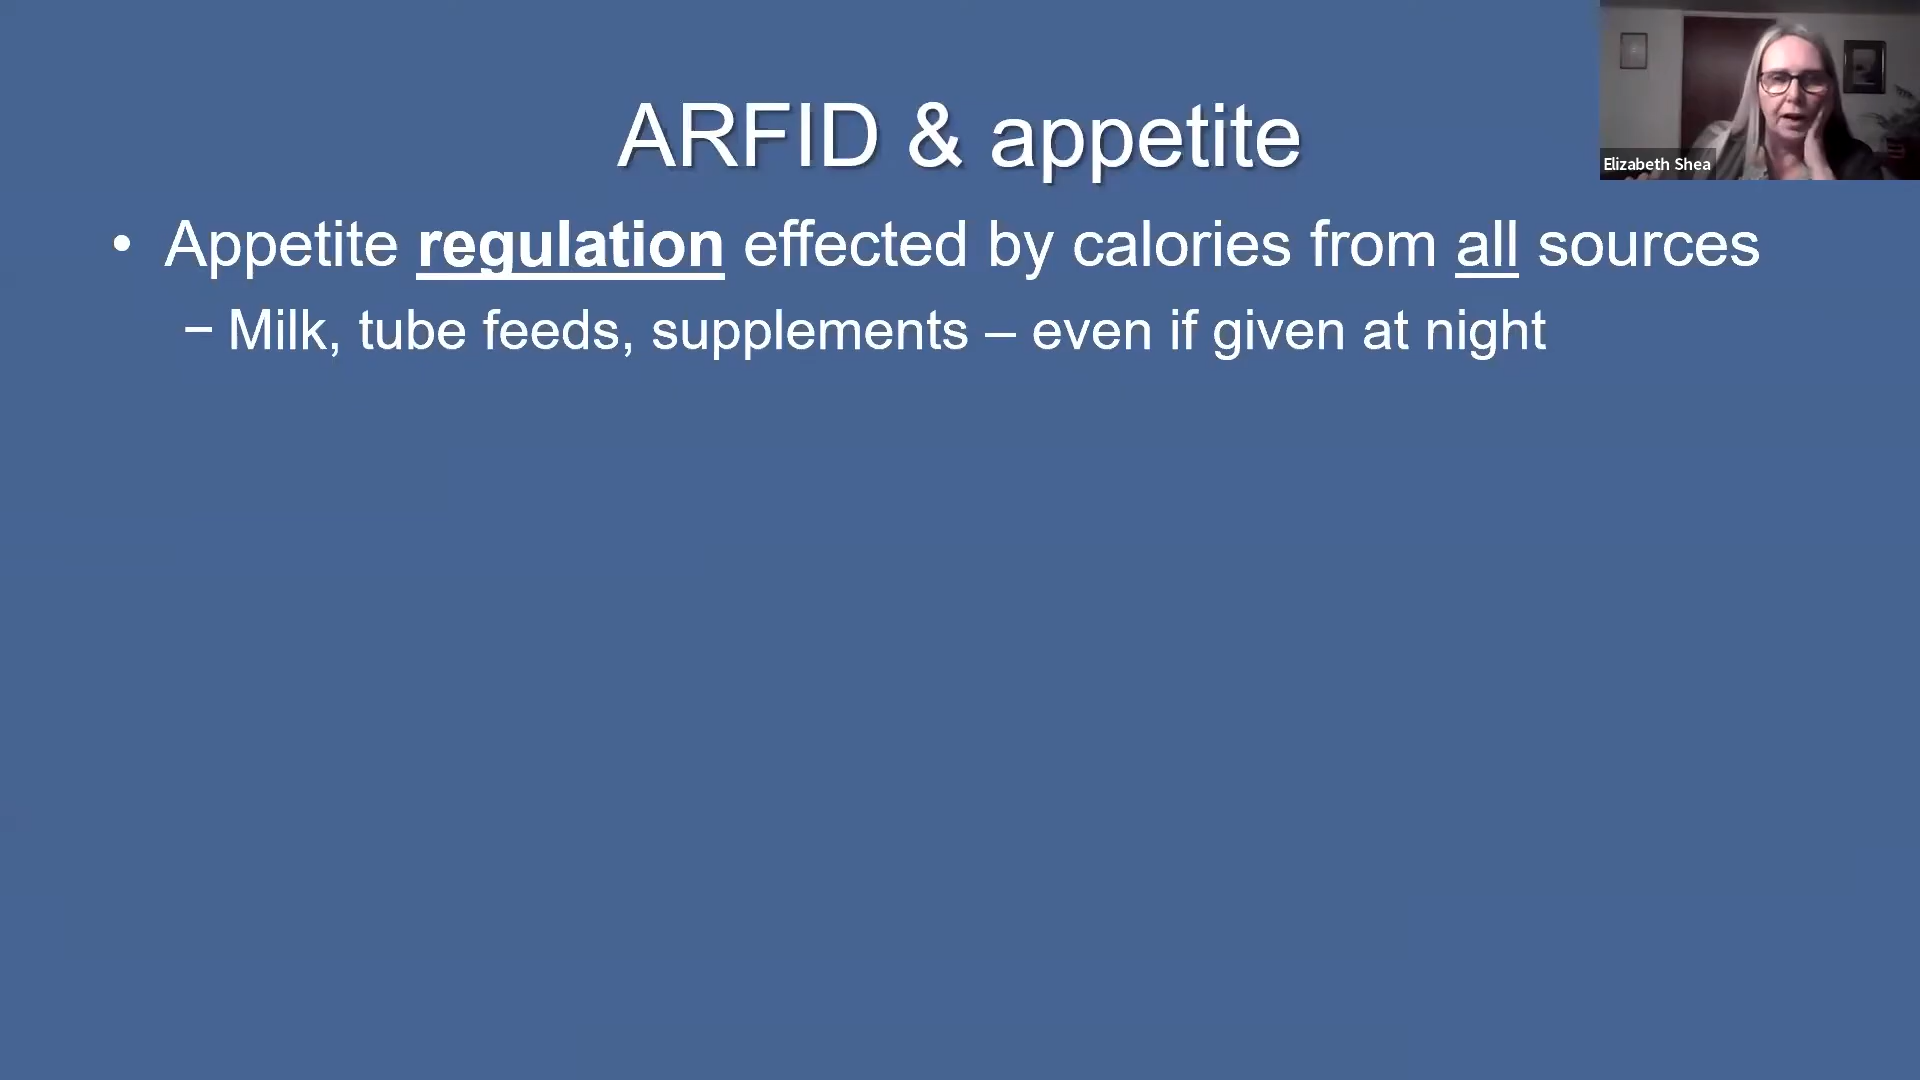 ARFID & appetite
Elizabeth Shea
• Appetite regulation effected by calories from all sources
– Milk, tube feeds, supplements – even if given at night